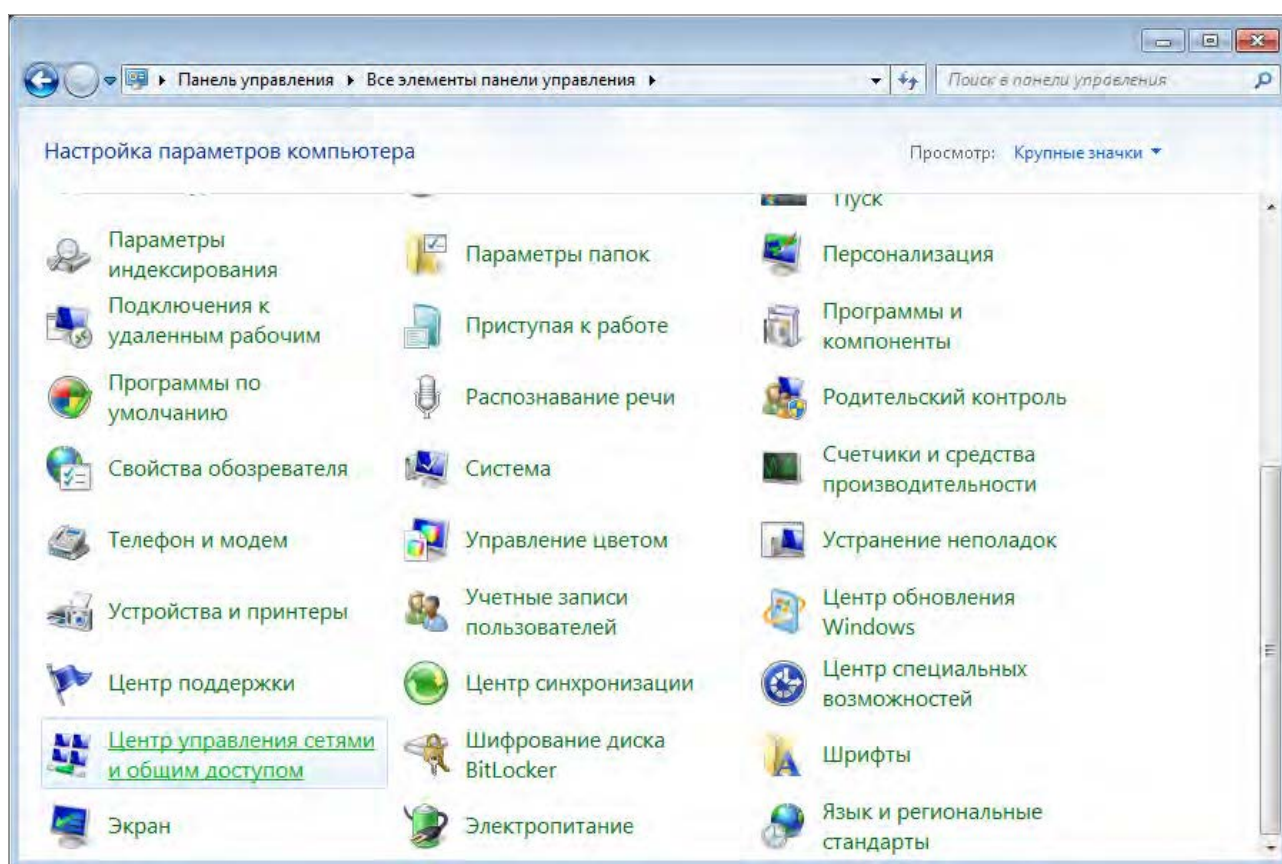 Панель управления ▸ Все элементы панели управления ▸
Поиск в панели управления
Настройка параметров компьютера
Просмотр: Крупные значки
Пуск
Параметры
индексирования
Параметры папок
Персонализация
Подключения к
удаленным рабочим
Приступая к работе
Программы и
компоненты
Программы по
умолчанию
Распознавание речи
Родительский контроль
Свойства обозревателя
Система
Счетчики и средства
производительности
Телефон и модем
Управление цветом
Устранение неполадок
Устройства и принтеры
Учетные записи
пользователей
Центр обновления
Windows
Центр поддержки
Центр синхронизации
Центр специальных
возможностей
Центр управления сетями
и общим доступом
Шифрование диска
BitLocker
Шрифты
Экран
Электропитание
Язык и региональные
стандарты